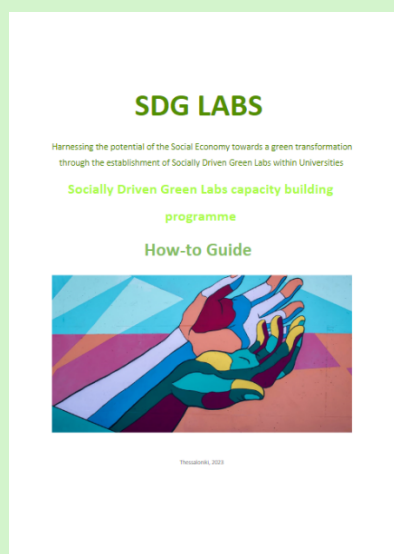 SDG LABS
Harnessing the potential of the Social Economy towards a green transformation
through the establishment of Socially Driven Green Labs within Universities
Socially Driven Green Labs capacity building
programme
How-to Guide
Thessaloniki, 2023